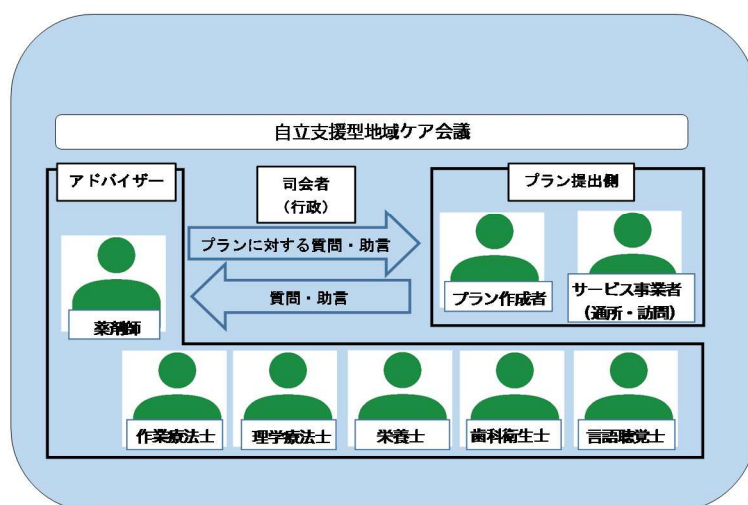 自立支援型地域ケア会議
アドバイザー
司会者
（行政）
プラン提出側
プランに対する質問・助言
質問・助言
薬剤師
プラン作成者
サービス事業者
（通所・訪問）
作業療法士
理学療法士
栄養士
歯科衛生士
言語聴覚士